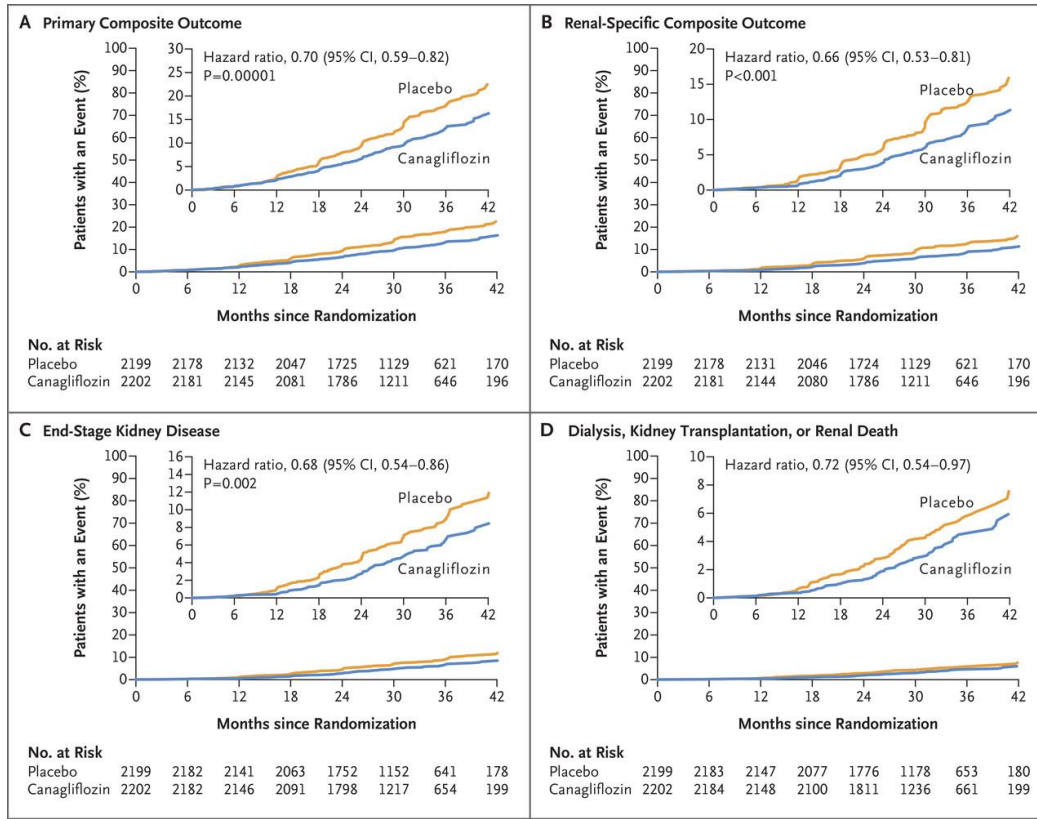 A Primary Composite Outcome
Patients with an Event (%)
100
90
80
70
60
50
40
30
20
10
0
30
25
20
15
10
5
0
Hazard ratio, 0.70 (95% CI, 0.59–0.82)
P=0.00001
Placebo
Canagliflozin
0 6 12 18 24 30 36 42
0 6 12 18 24 30 36 42
Months since Randomization
No. at Risk
Placebo 2199 2178 2132 2047 1725 1129 621 170
Canagliflozin 2202 2181 2145 2081 1786 1211 646 196
B Renal-Specific Composite Outcome
Patients with an Event (%)
100
90
80
70
60
50
40
30
20
10
0
20
15
10
5
0
Hazard ratio, 0.66 (95% CI, 0.53–0.81)
P<0.001
Placebo
Canagliflozin
0 6 12 18 24 30 36 42
0 6 12 18 24 30 36 42
Months since Randomization
No. at Risk
Placebo 2199 2178 2131 2046 1724 1129 621 170
Canagliflozin 2202 2181 2144 2080 1786 1211 646 196
C End-Stage Kidney Disease
Patients with an Event (%)
100
90
80
70
60
50
40
30
20
10
0
16
14
12
10
8
6
4
2
0
Hazard ratio, 0.68 (95% CI, 0.54–0.86)
P=0.002
Placebo
Canagliflozin
0 6 12 18 24 30 36 42
0 6 12 18 24 30 36 42
Months since Randomization
No. at Risk
Placebo 2199 2182 2141 2063 1752 1152 641 178
Canagliflozin 2202 2182 2146 2091 1798 1217 654 199
D Dialysis, Kidney Transplantation, or Renal Death
Patients with an Event (%)
100
90
80
70
60
50
40
30
20
10
0
10
8
6
4
2
0
Hazard ratio, 0.72 (95% CI, 0.54–0.97)
Placebo
Canagliflozin
0 6 12 18 24 30 36 42
0 6 12 18 24 30 36 42
Months since Randomization
No. at Risk
Placebo 2199 2183 2147 2077 1776 1178 653 180
Canagliflozin 2202 2184 2148 2100 1811 1236 661 199